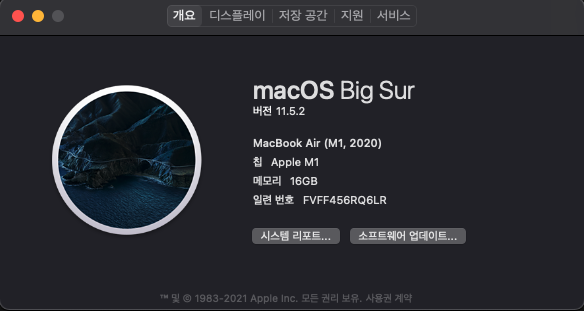 개요 디스플레이 저장 공간 지원 서비스
macOS Big Sur
버전 11.5.2
MacBook Air (M1, 2020)
칩 Apple M1
메모리 16GB
일련 번호 FVFF456RQ6LR
시스템 리포트... 소프트웨어 업데이트...
™ 및 © 1983-2021 Apple Inc. 모든 권리 보유. 사용권 계약